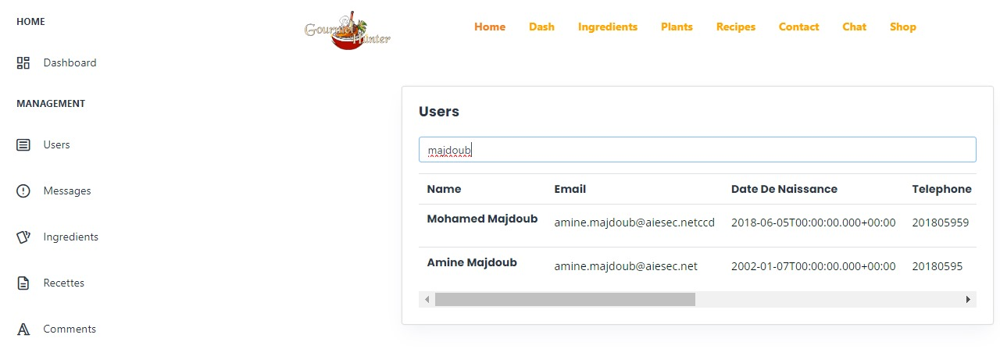 HOME
Dashboard
MANAGEMENT
Users
Messages
Ingredients
Recettes
Comments
Gourmet
Hunter
Home Dash Ingredients Plants Recipes Contact Chat Shop
Users
majdoub
Name Email Date De Naissance Telephone
Mohamed Majdoub amine.majdoub@aiesec.netccd 2018-06-05T00:00:00.000+00:00 201805959
Amine Majdoub amine.majdoub@aiesec.net 2002-01-07T00:00:00.000+00:00 20180595